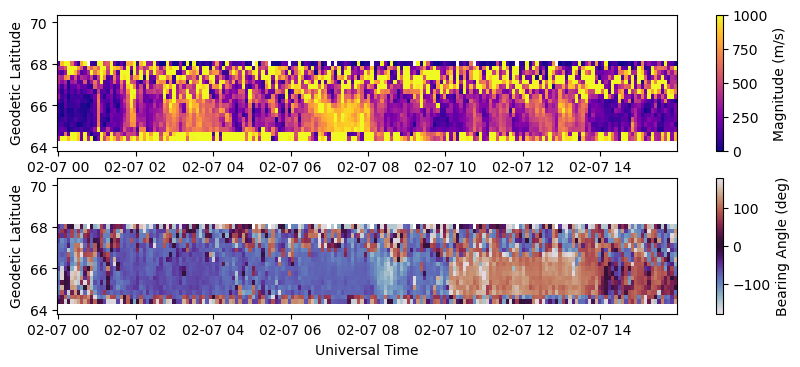 70
68
66
64
Geodetic Latitude
02-07 00 02-07 02 02-07 04 02-07 06 02-07 08 02-07 10 02-07 12 02-07 14
1000
750
500
250
0
Magnitude (m/s)
70
68
66
64
Geodetic Latitude
02-07 00 02-07 02 02-07 04 02-07 06 02-07 08 02-07 10 02-07 12 02-07 14
Universal Time
100
0
−100
Bearing Angle (deg)